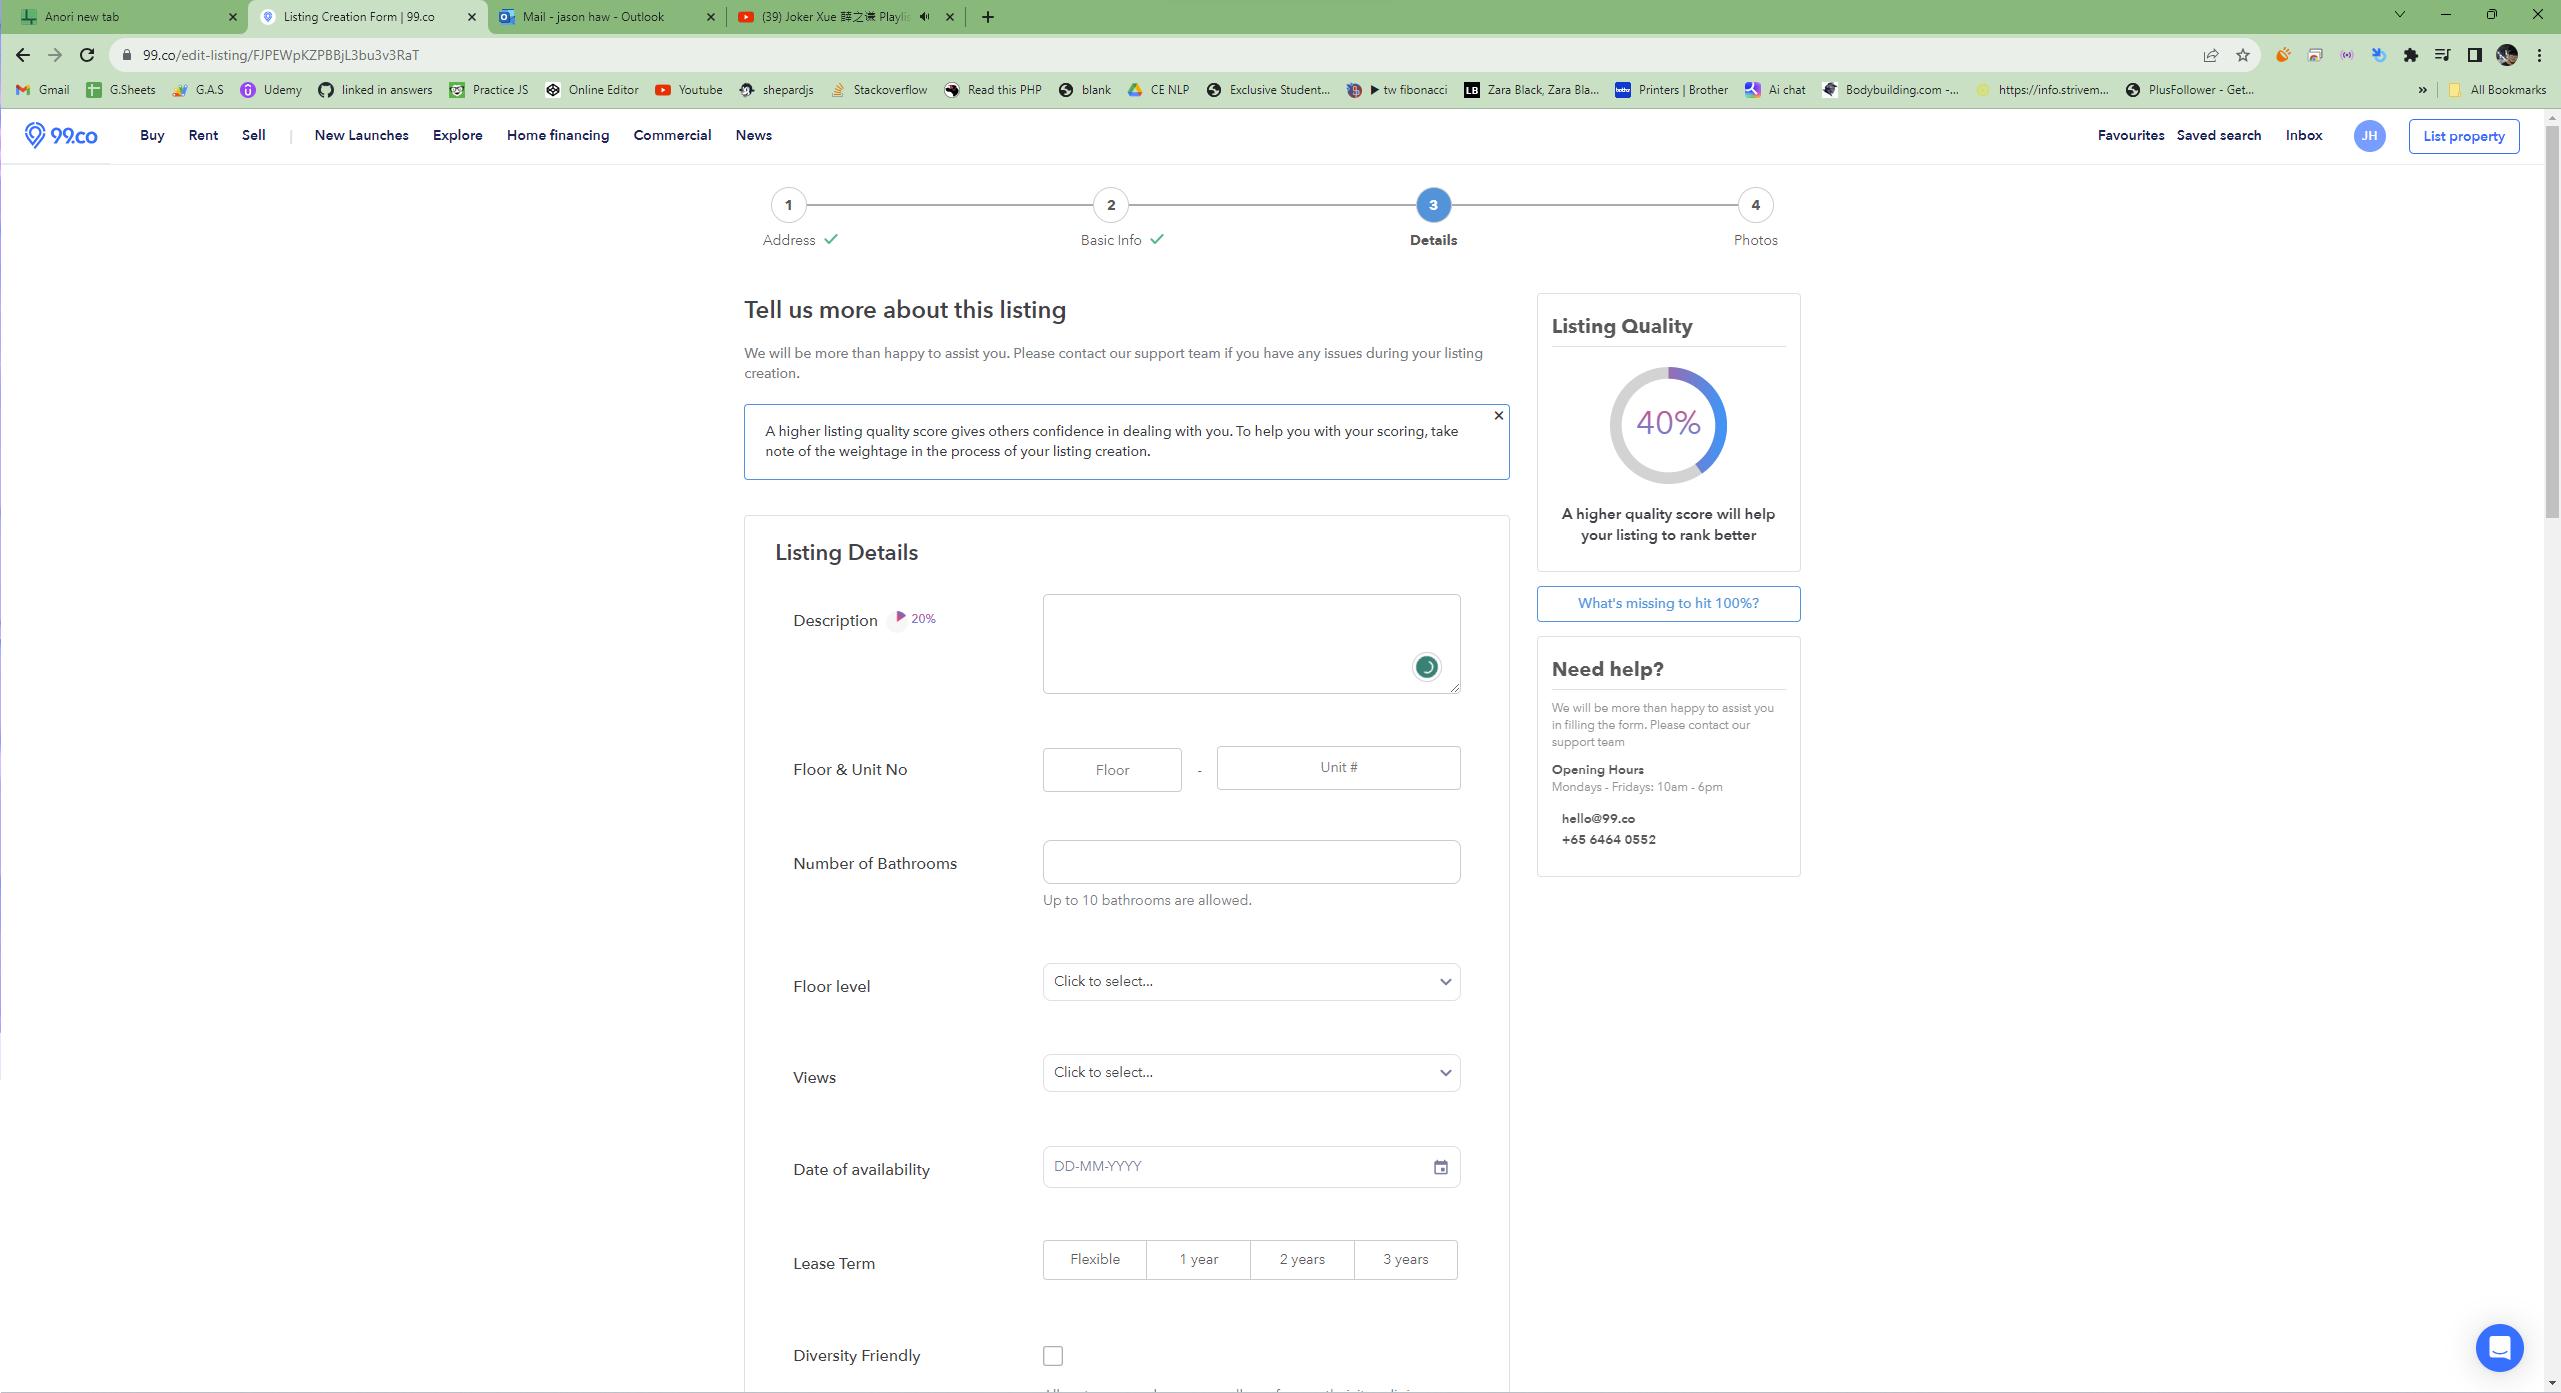 Anori new tab
Listing Creation Form | 99.co
Mail - jason haw - Outlook
(39) Joker Xue 薛之谦 Playlis
99.co/edit-listing/FJPEWpKZPBBjL3bu3v3RaT
Gmail
G.Sheets
G.A.S
Udemy
linked in answers
Practice JS
Online Editor
Youtube
shepardjs
Stackoverflow
Read this PHP
blank
CE NLP
Exclusive Student...
▶ tw fibonacci
LB
Zara Black, Zara Bla...
Printers | Brother
Ai chat
Bodybuilding.com -...
https://info.strivem...
PlusFollower - Get...
»
All Bookmarks
99.co
Buy
Rent
Sell
New Launches
Explore
Home financing
Commercial
News
Favourites
Saved search
Inbox
JH
List property
1
2
3
4
Address
Basic Info
Details
Photos
Tell us more about this listing
We will be more than happy to assist you. Please contact our support team if you have any issues during your listing
creation.
A higher listing quality score gives others confidence in dealing with you. To help you with your scoring, take
note of the weightage in the process of your listing creation.
Listing Details
Description
20%
Floor & Unit No
Floor
-
Unit #
Number of Bathrooms
Up to 10 bathrooms are allowed.
Floor level
Click to select...
Views
Click to select...
Date of availability
DD-MM-YYYY
Lease Term
Flexible
1 year
2 years
3 years
Diversity Friendly
Listing Quality
40%
A higher quality score will help
your listing to rank better
What's missing to hit 100%?
Need help?
We will be more than happy to assist you
in filling the form. Please contact our
support team
Opening Hours
Mondays - Fridays: 10am - 6pm
hello@99.co
+65 6464 0552